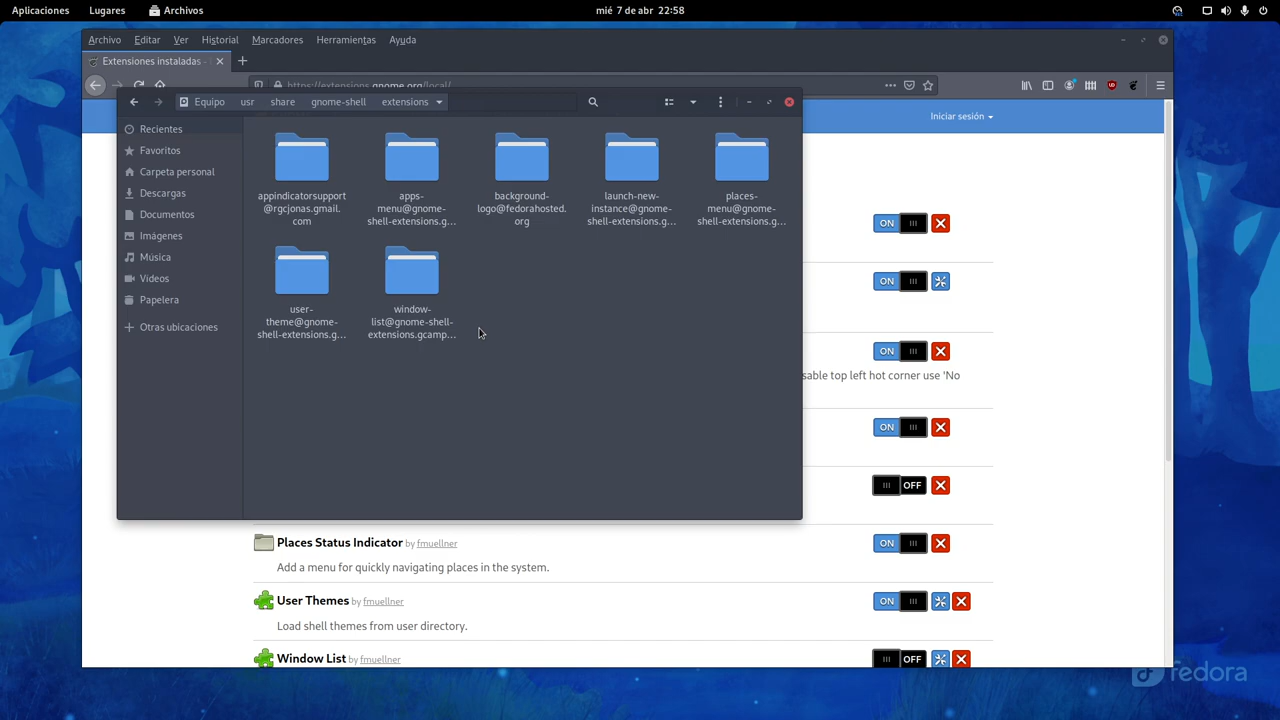 Aplicaciones Lugares Archivos mié 7 de abr 22:58
Archivo Editar Ver Historial Marcadores Herramientas Ayuda
Extensiones instaladas -
https://extensions.gnome.org/local/
Equipo usr share gnome-shell extensions
Iniciar sesión
Recientes
Favoritos
Carpeta personal
Descargas
Documentos
Imágenes
Música
Vídeos
Papelera
Otras ubicaciones
appindicatorsupport
@rgcjonas.gmail.
com
apps-
menu@gnome-
shell-extensions.g...
background-
logo@fedorahosted.
org
launch-new-
instance@gnome-
shell-extensions.g...
places-
menu@gnome-
shell-extensions.g...
user-
theme@gnome-
shell-extensions.g...
window-
list@gnome-shell-
extensions.gcamp...
ON
ON
ON
sable top left hot corner use 'No
ON
OFF
Places Status Indicator by fmuellner ON
Add a menu for quickly navigating places in the system.
User Themes by fmuellner ON
Load shell themes from user directory.
Window List by fmuellner OFF
fedora